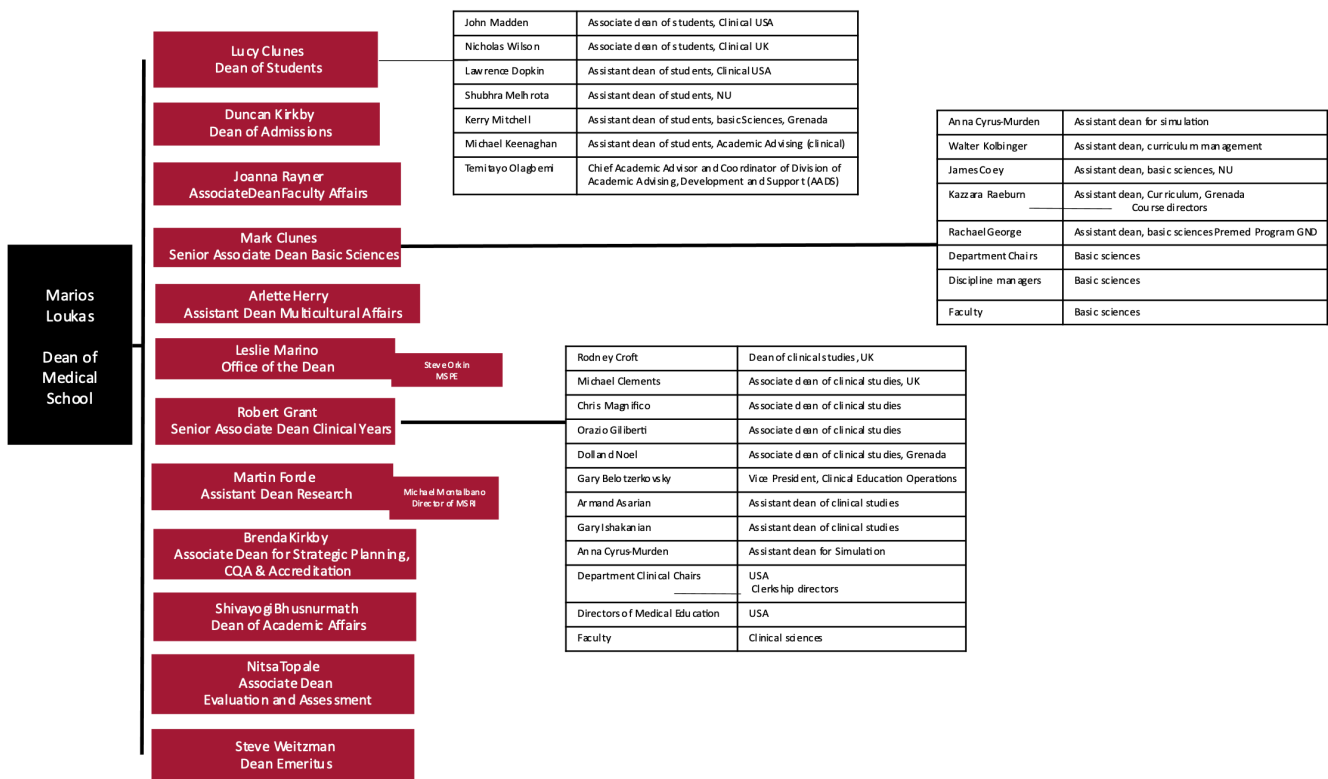 Marios
Loukas
Dean of
Medical
School
Lucy Clunes
Dean of Students
Duncan Kirkby
Dean of Admissions
Joanna Rayner
AssociateDeanFaculty Affairs
Mark Clunes
Senior Associate Dean Basic Sciences
Arlette Herry
Assistant Dean Multicultural Affairs
Leslie Marino
Office of the Dean
Steve Orkin
MSPE
Robert Grant
Senior Associate Dean Clinical Years
Martin Forde
Assistant Dean Research
Michael Montalbano
Director of MSRI
BrendaKirkby
Associate Dean for Strategic Planning,
CQA & Accreditation
ShivayogiBhusnurmath
Dean of Academic Affairs
NitsaTopale
Associate Dean
Evaluation and Assessment
Steve Weitzman
Dean Emeritus
John Madden Associate dean of students, Clinical USA
Nicholas Wilson Associate dean of students, Clinical UK
Lawrence Dopkin Assistant dean of students, Clinical USA
Shubhra Melhrota Assistant dean of students, NU
Kerry Mitchell Assistant dean of students, basic Sciences, Grenada
Michael Keenaghan Assistant dean of students, Academic Advising (clinical)
Temitayo Olagbemi Chief Academic Advisor and Coordinator of Division of
Academic Advising, Development and Support (AADS)
Anna Cyrus-Murden Assistant dean for simulation
Walter Kolbinger Assistant dean, curriculum management
James Coey Assistant dean, basic sciences, NU
Kazzara Raeburn Assistant dean, Curriculum, Grenada
Course directors
Rachael George Assistant dean, basic sciences Premed Program GND
Department Chairs Basic sciences
Discipline managers Basic sciences
Faculty Basic sciences
Rodney Croft Dean of clinical studies, UK
Michael Clements Associate dean of clinical studies, UK
Chris Magnifico Associate dean of clinical studies
Orazio Giliberti Associate dean of clinical studies
Dolland Noel Associate dean of clinical studies, Grenada
Gary Belotzerkovsky Vice President, Clinical Education Operations
Armand Asarian Assistant dean of clinical studies
Gary Ishakanian Assistant dean of clinical studies
Anna Cyrus-Murden Assistant dean for Simulation
Department Clinical Chairs USA
Clerkship directors
Directors of Medical Education USA
Faculty Clinical sciences